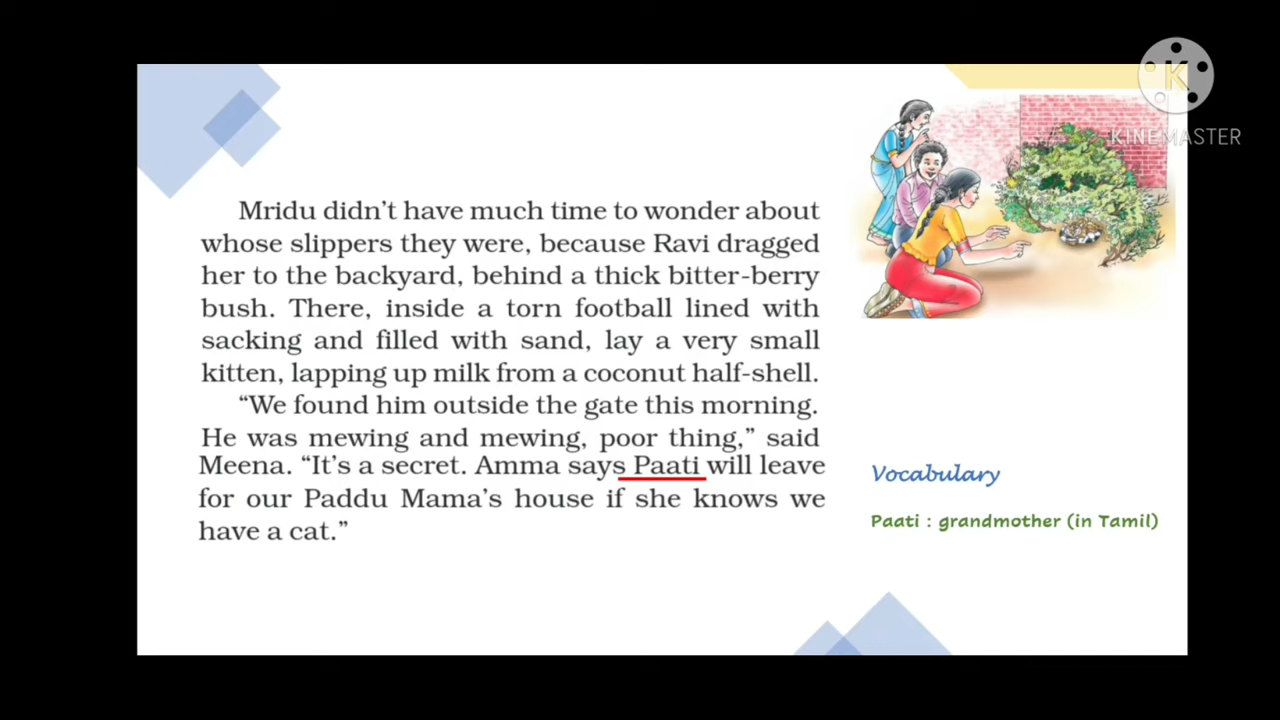 K
KINEMASTER
Mridu didn’t have much time to wonder about
whose slippers they were, because Ravi dragged
her to the backyard, behind a thick bitter-berry
bush. There, inside a torn football lined with
sacking and filled with sand, lay a very small
kitten, lapping up milk from a coconut half-shell.
“We found him outside the gate this morning.
He was mewing and mewing, poor thing,” said
Meena. “It’s a secret. Amma says Paati will leave
for our Paddu Mama’s house if she knows we
have a cat.”
Vocabulary
Paati : grandmother (in Tamil)